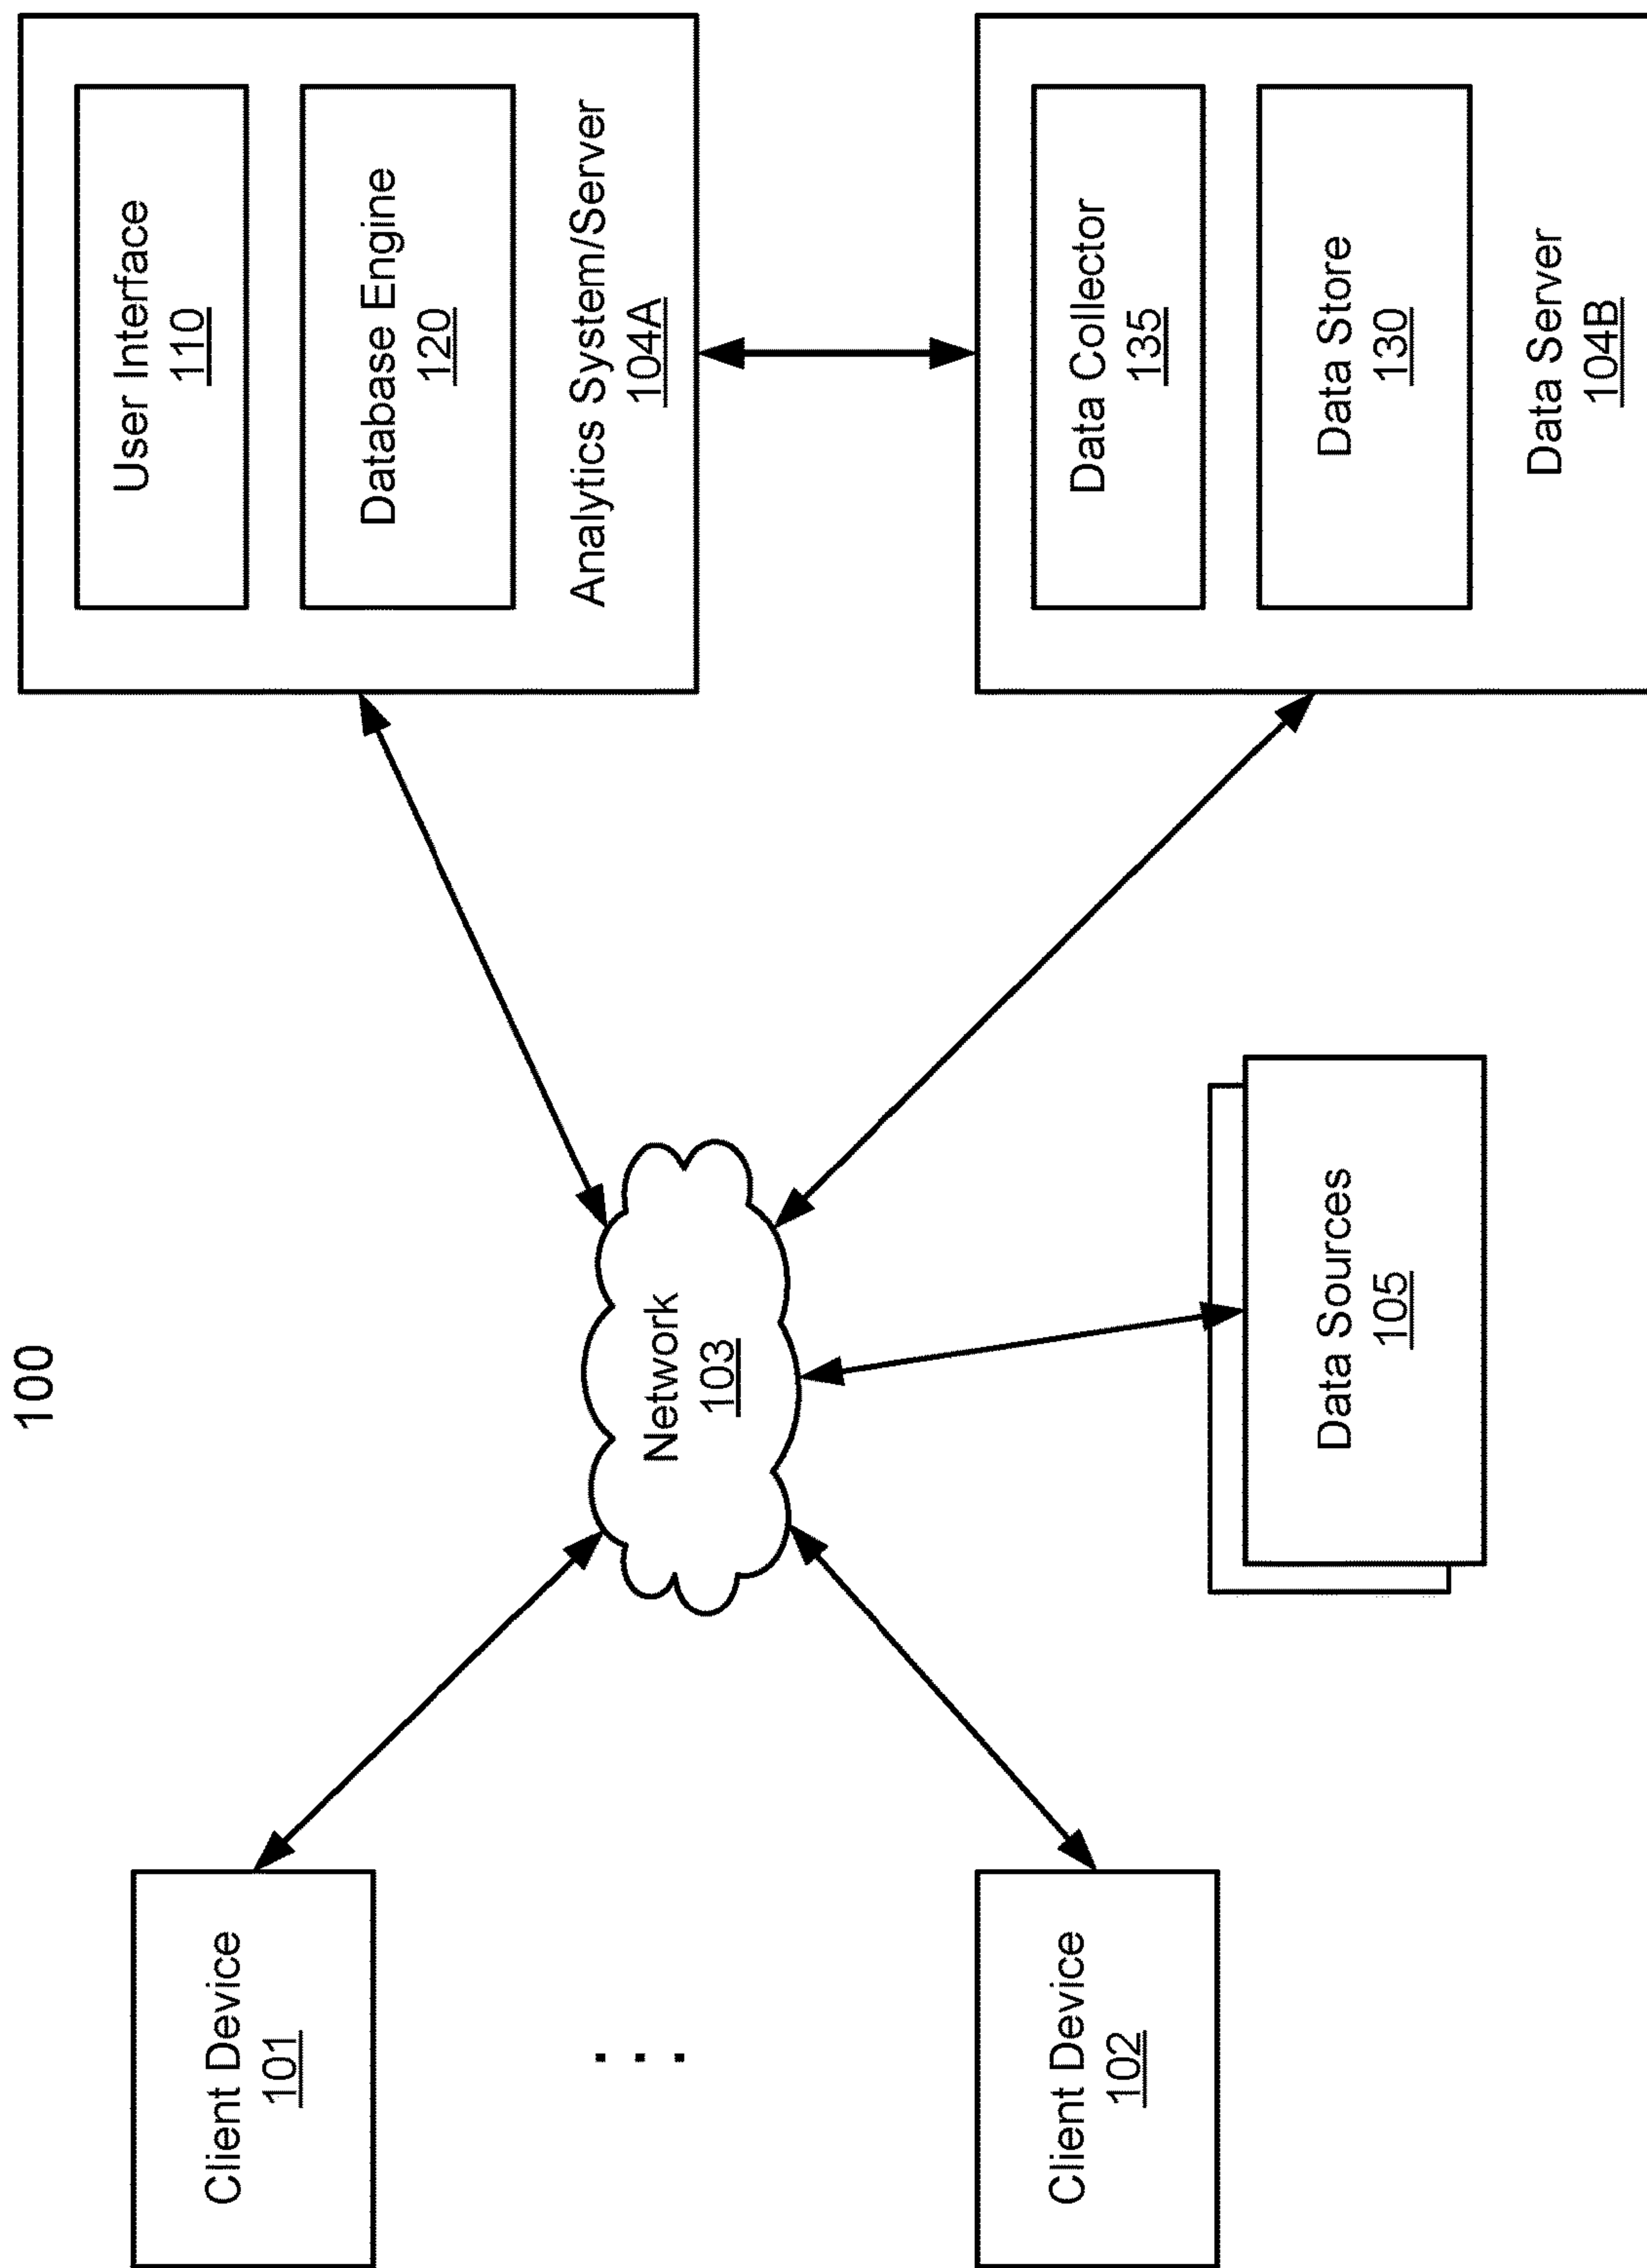 100
Client Device
101
. . .
Client Device
102
Network
103
Data Sources
105
User Interface
110
Database Engine
120
Analytics System/Server
104A
Data Collector
135
Data Store
130
Data Server
104B